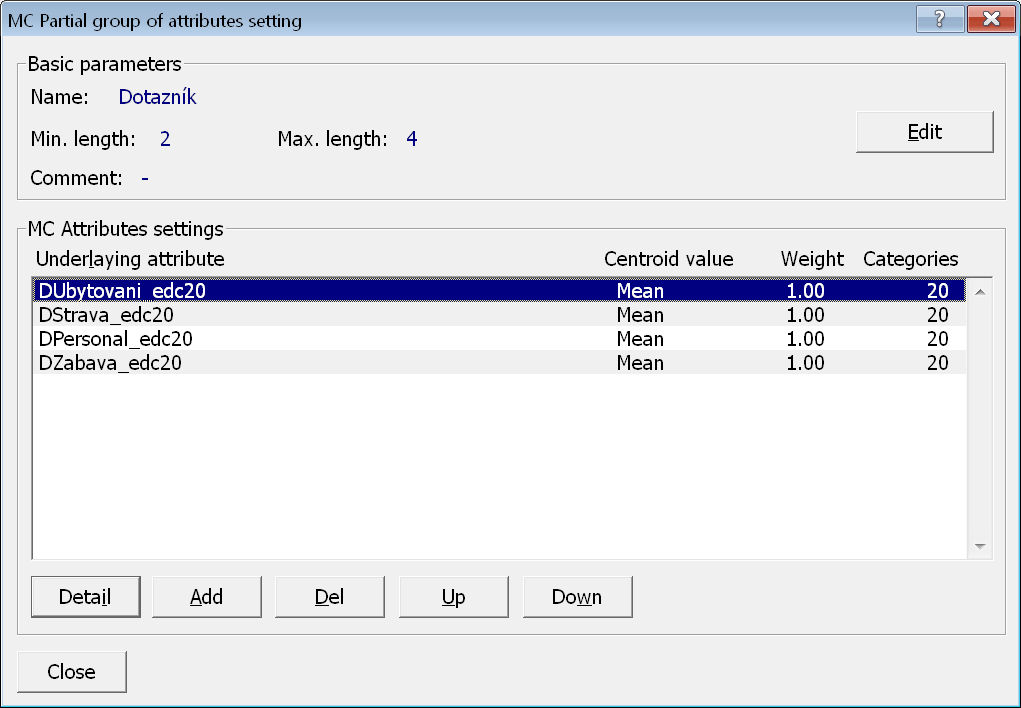 MC Partial group of attributes setting
Basic parameters
Name: Dotazník
Min. length: 2 Max. length: 4
Edit
Comment: -
MC Attributes settings
Underlaying attribute Centroid value Weight Categories
DUbytovani_edc20 Mean 1.00 20
DStrava_edc20 Mean 1.00 20
DPersonal_edc20 Mean 1.00 20
DZabava_edc20 Mean 1.00 20
Detail Add Del Up Down
Close